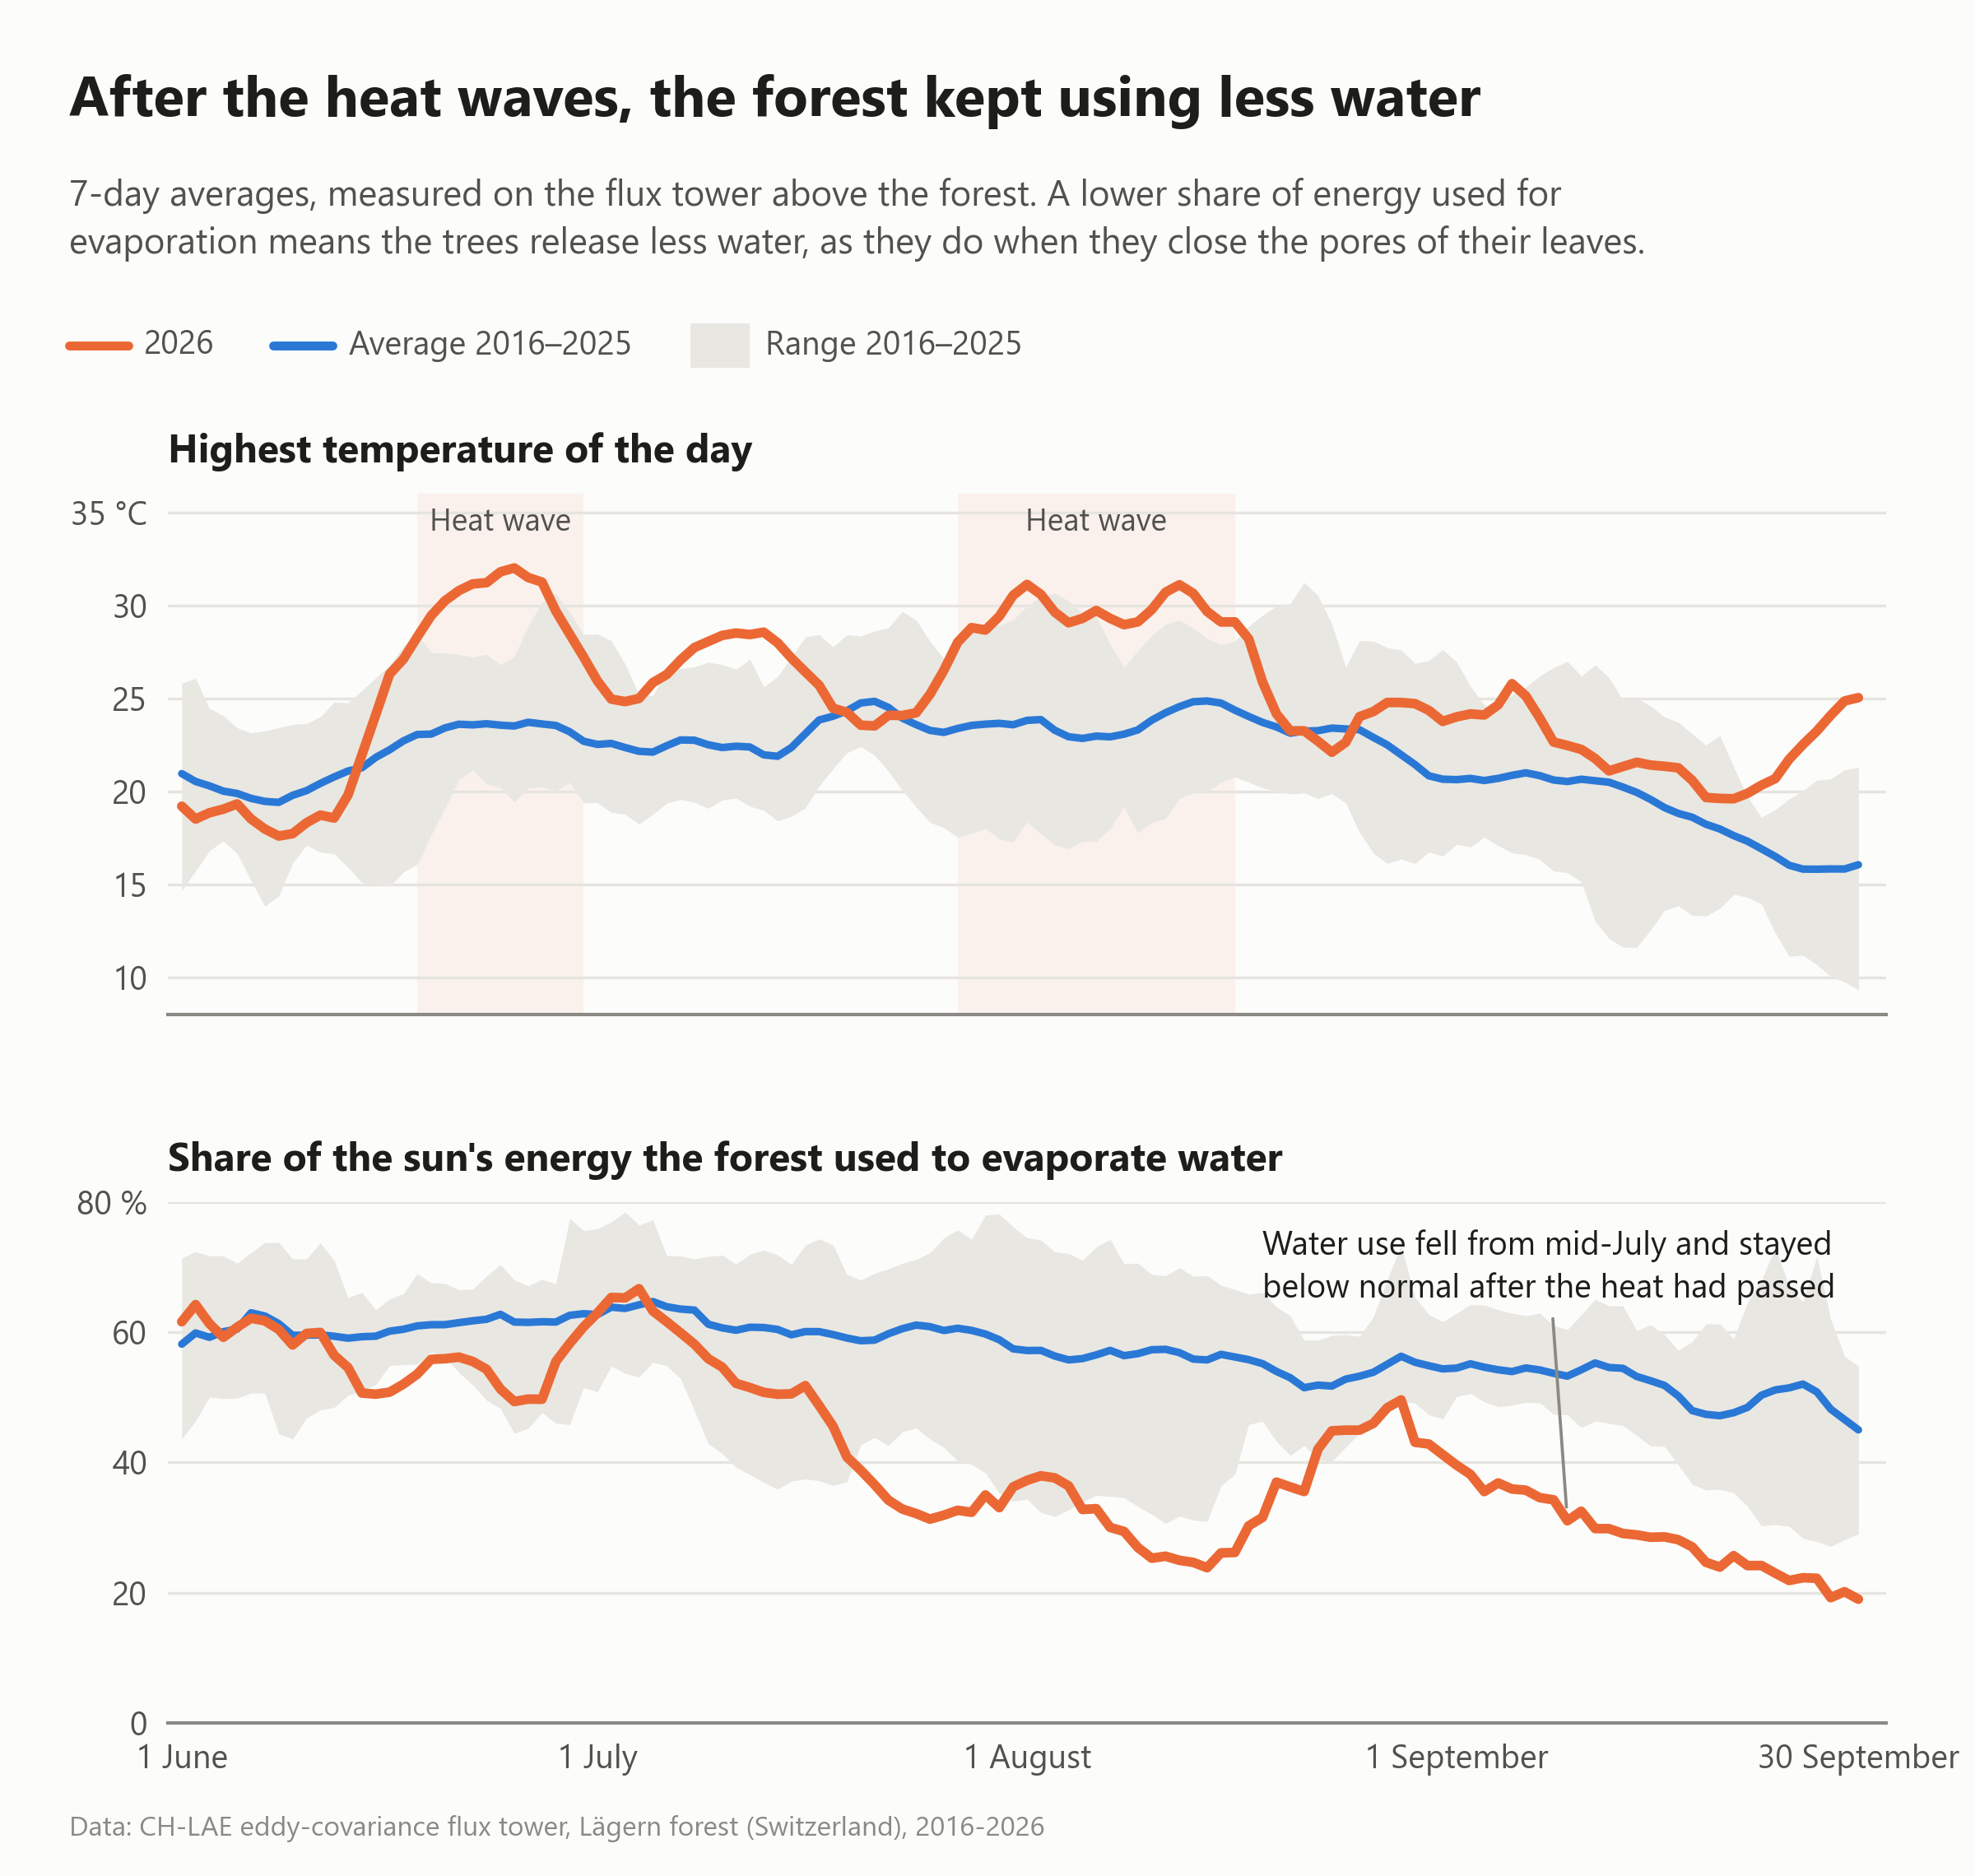 After the heat waves, the forest kept using less water
7-day averages, measured on the flux tower above the forest. A lower share of energy used for
evaporation means the trees release less water, as they do when they close the pores of their leaves.
2026
Average 2016–2025
Range 2016–2025
Highest temperature of the day
35 °C
Heat wave
Heat wave
30
25
20
15
10
Share of the sun's energy the forest used to evaporate water
80 %
Water use fell from mid-July and stayed
below normal after the heat had passed
60
40
20
0
1 June
1 July
1 August
1 September
30 September
Data: CH-LAE eddy-covariance flux tower, Lägern forest (Switzerland), 2016-2026